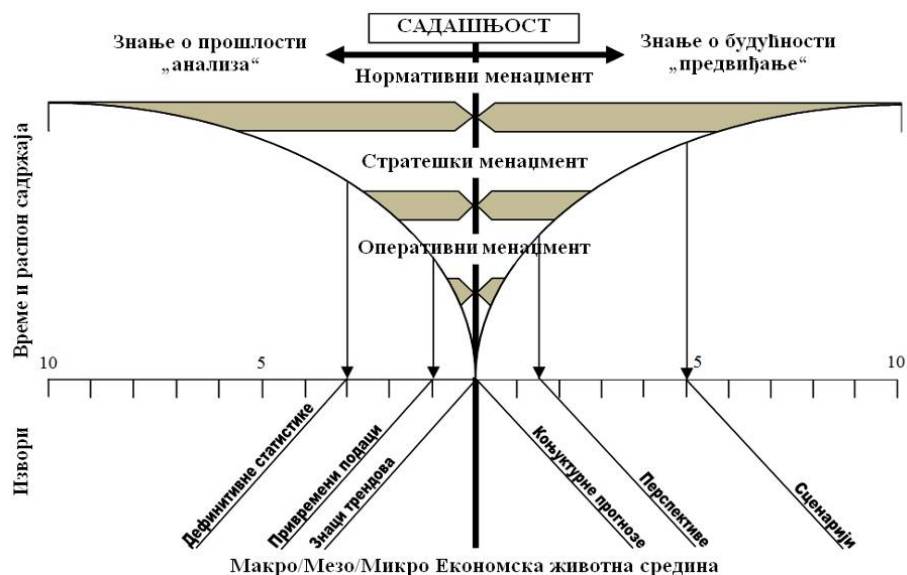 САДАШЊОСТ
Знање о прошлости
„анализа“
Знање о будућности
„предвиђање“
Нормативни менаџмент
Стратешки менаџмент
Оперативни менаџмент
Време и распон садржаја
10
5
5
10
Извори
Дефинитивне статистике
Привремени подаци
Знаци трендова
Коњуктурне прогнозе
Перспективе
Сценарији
Макро/Мезо/Микро Економска животна средина